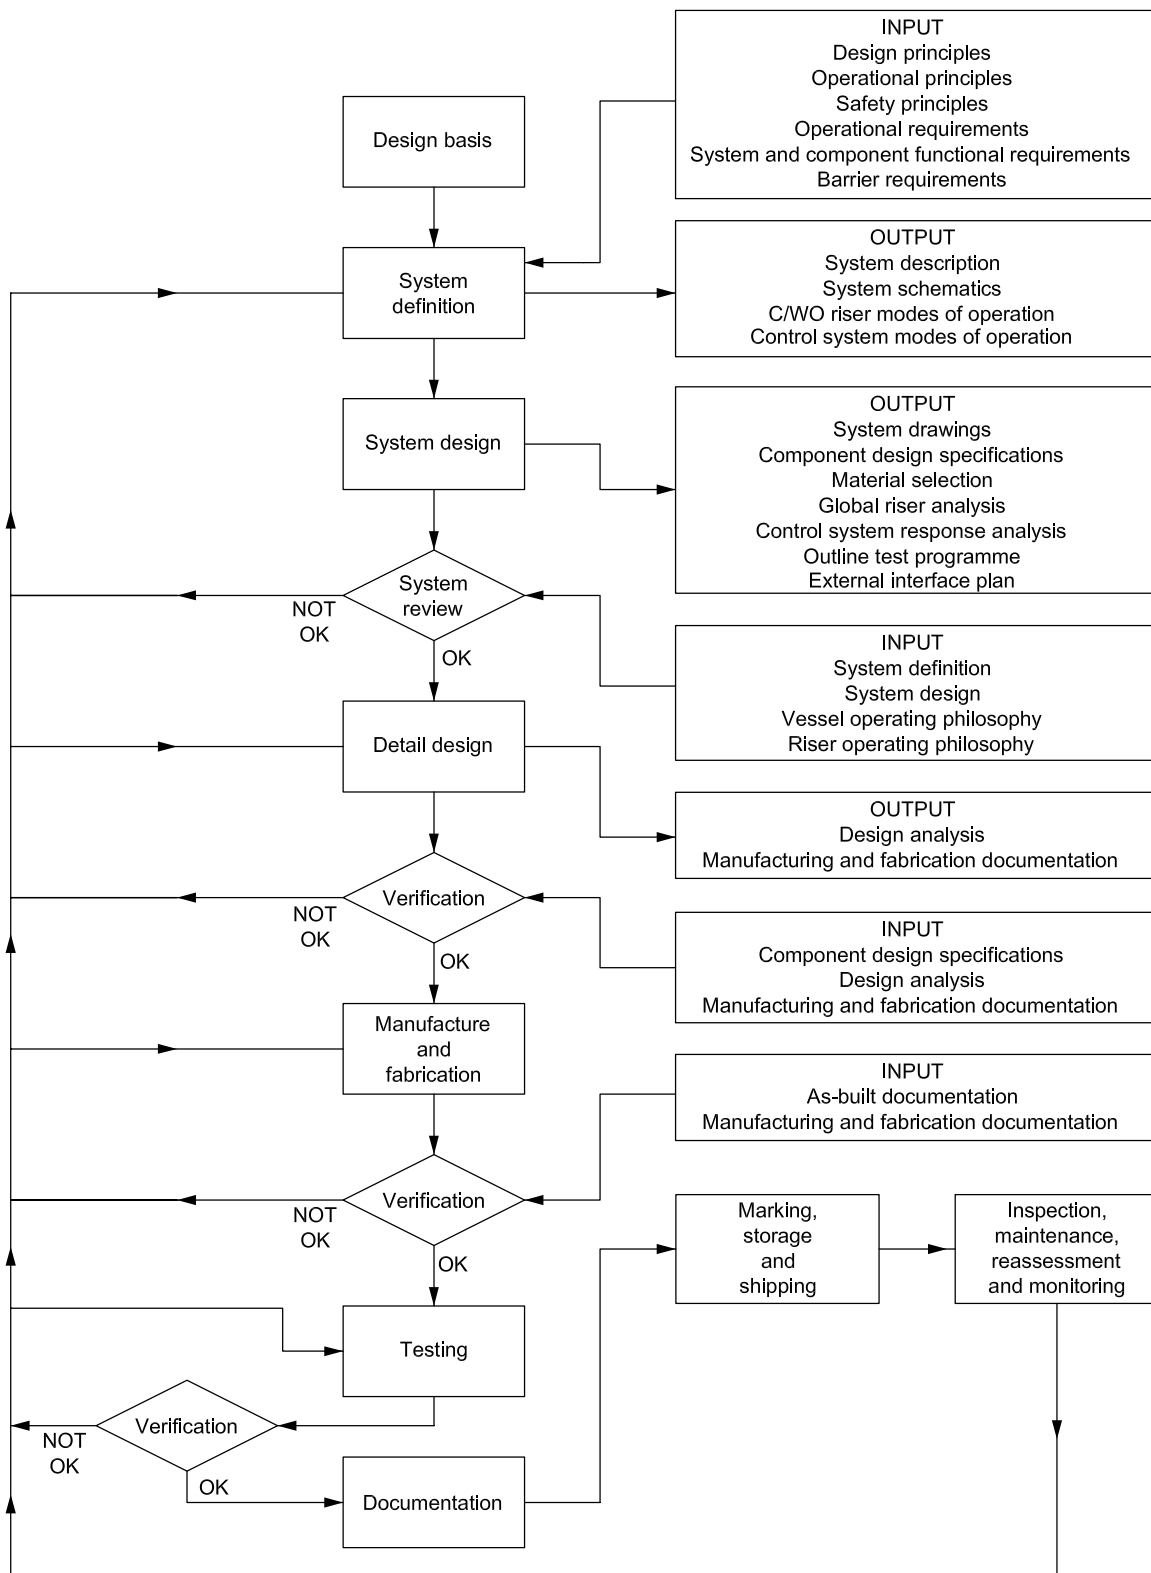 INPUT
Design principles
Operational principles
Safety principles
Operational requirements
System and component functional requirements
Barrier requirements
Design basis
OUTPUT
System description
System schematics
C/WO riser modes of operation
Control system modes of operation
System
definition
OUTPUT
System drawings
Component design specifications
Material selection
Global riser analysis
Control system response analysis
Outline test programme
External interface plan
System design
System
review
NOT
OK
OK
INPUT
System definition
System design
Vessel operating philosophy
Riser operating philosophy
Detail design
OUTPUT
Design analysis
Manufacturing and fabrication documentation
Verification
NOT
OK
OK
INPUT
Component design specifications
Design analysis
Manufacturing and fabrication documentation
Manufacture
and
fabrication
INPUT
As-built documentation
Manufacturing and fabrication documentation
Verification
NOT
OK
OK
Marking,
storage
and
shipping
Inspection,
maintenance,
reassessment
and monitoring
Testing
Verification
NOT
OK
OK
Documentation